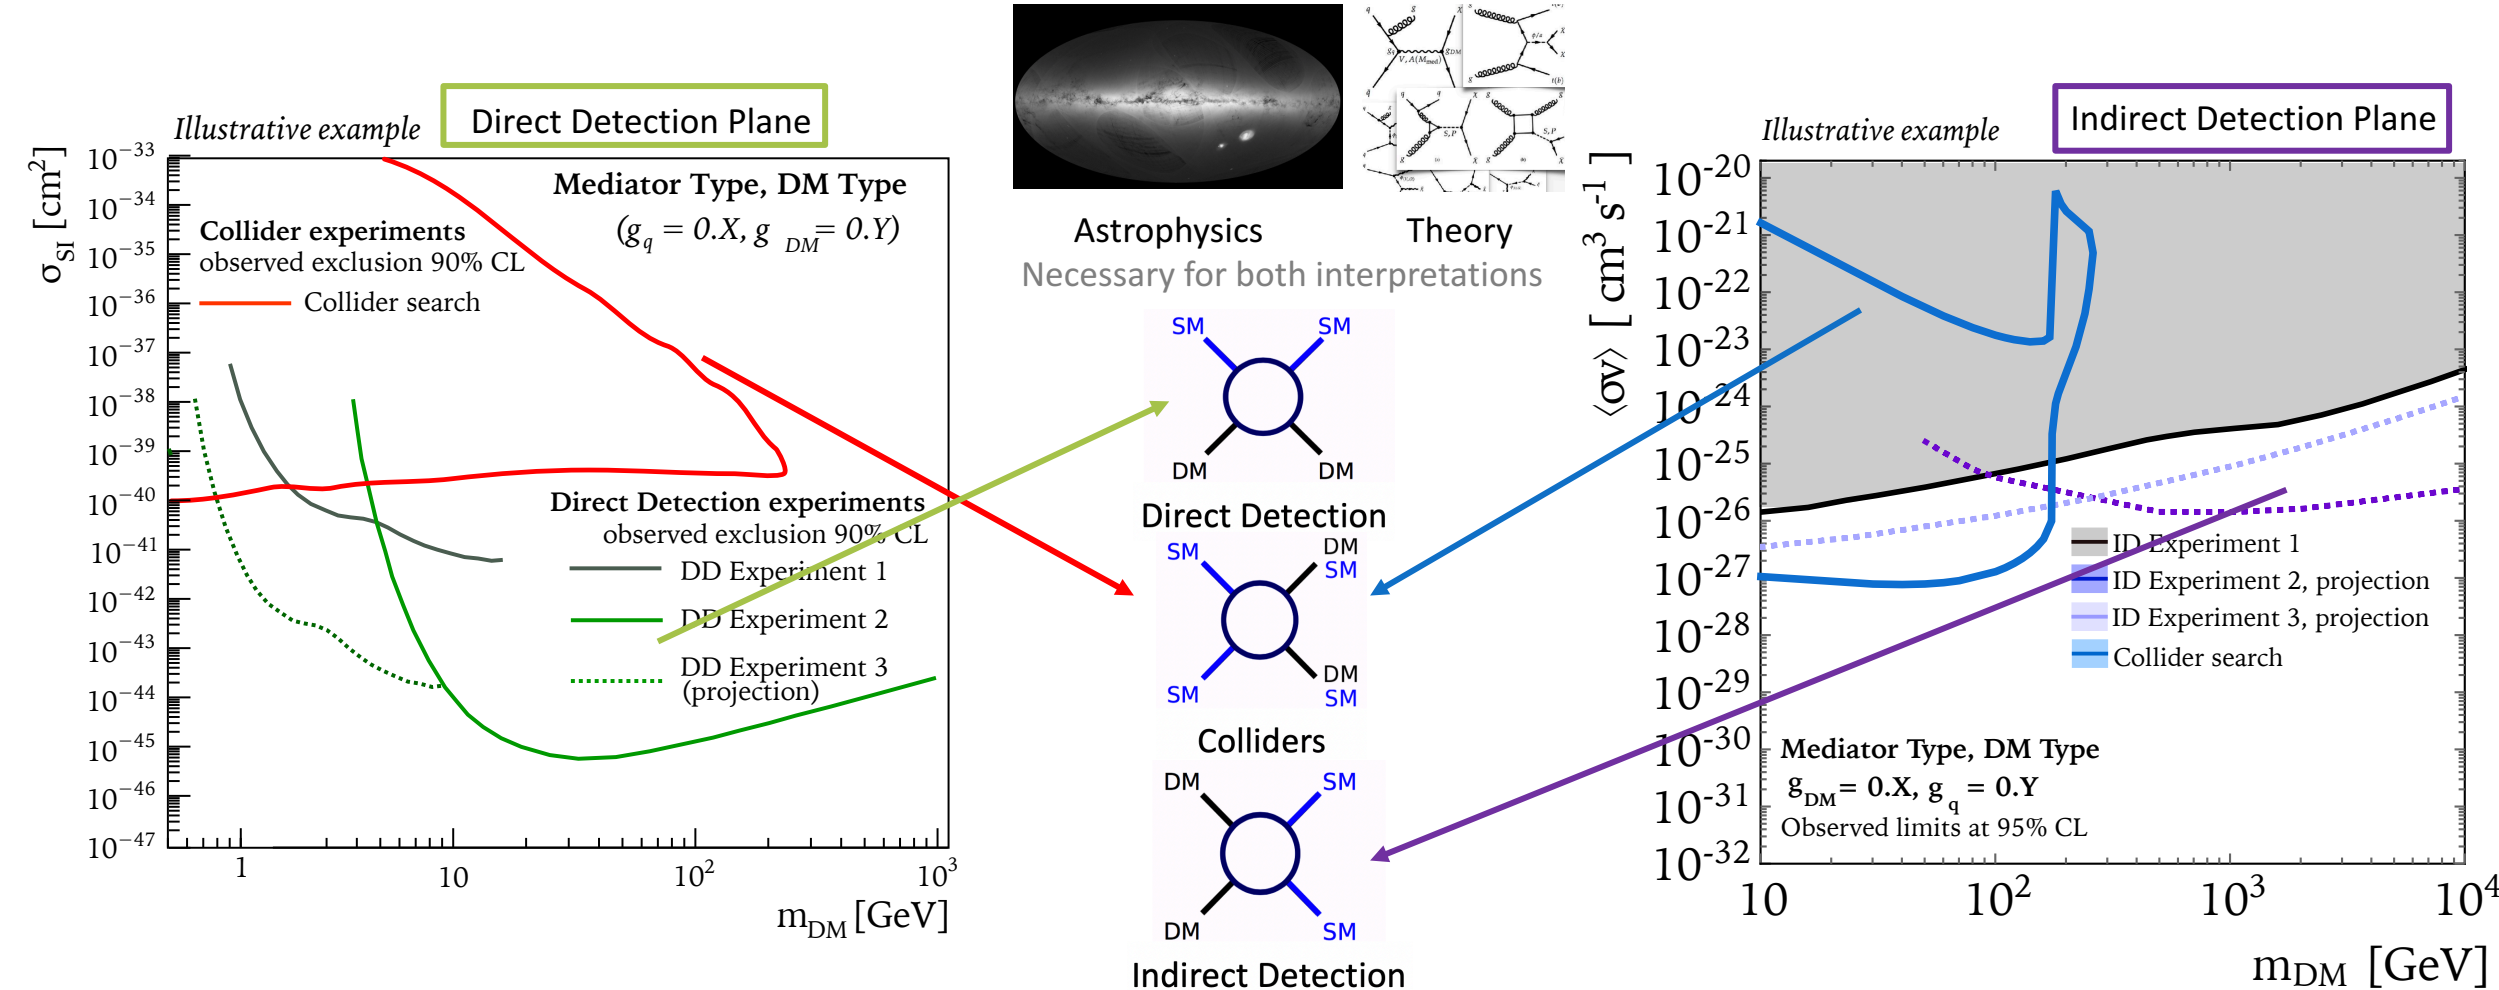 Illustrative example
Direct Detection Plane
σ_SI [cm²]
10⁻³³
10⁻³⁴
10⁻³⁵
10⁻³⁶
10⁻³⁷
10⁻³⁸
10⁻³⁹
10⁻⁴⁰
10⁻⁴¹
10⁻⁴²
10⁻⁴³
10⁻⁴⁴
10⁻⁴⁵
10⁻⁴⁶
10⁻⁴⁷
Mediator Type, DM Type
(g_q = 0.X, g_DM = 0.Y)
Collider experiments
observed exclusion 90% CL
Collider search
Direct Detection experiments
observed exclusion 90% CL
DD Experiment 1
DD Experiment 2
DD Experiment 3
(projection)
1
10
10²
10³
m_DM [GeV]
Astrophysics
Theory
Necessary for both interpretations
SM
SM
DM
DM
Direct Detection
SM
DM
SM
SM
DM
SM
Colliders
DM
SM
DM
SM
Indirect Detection
Illustrative example
Indirect Detection Plane
⟨σv⟩ [cm³ s⁻¹]
10⁻²⁰
10⁻²¹
10⁻²²
10⁻²³
10⁻²⁴
10⁻²⁵
10⁻²⁶
10⁻²⁷
10⁻²⁸
10⁻²⁹
10⁻³⁰
10⁻³¹
10⁻³²
ID Experiment 1
ID Experiment 2, projection
ID Experiment 3, projection
Collider search
Mediator Type, DM Type
g_DM = 0.X, g_q = 0.Y
Observed limits at 95% CL
10
10²
10³
10⁴
m_DM [GeV]